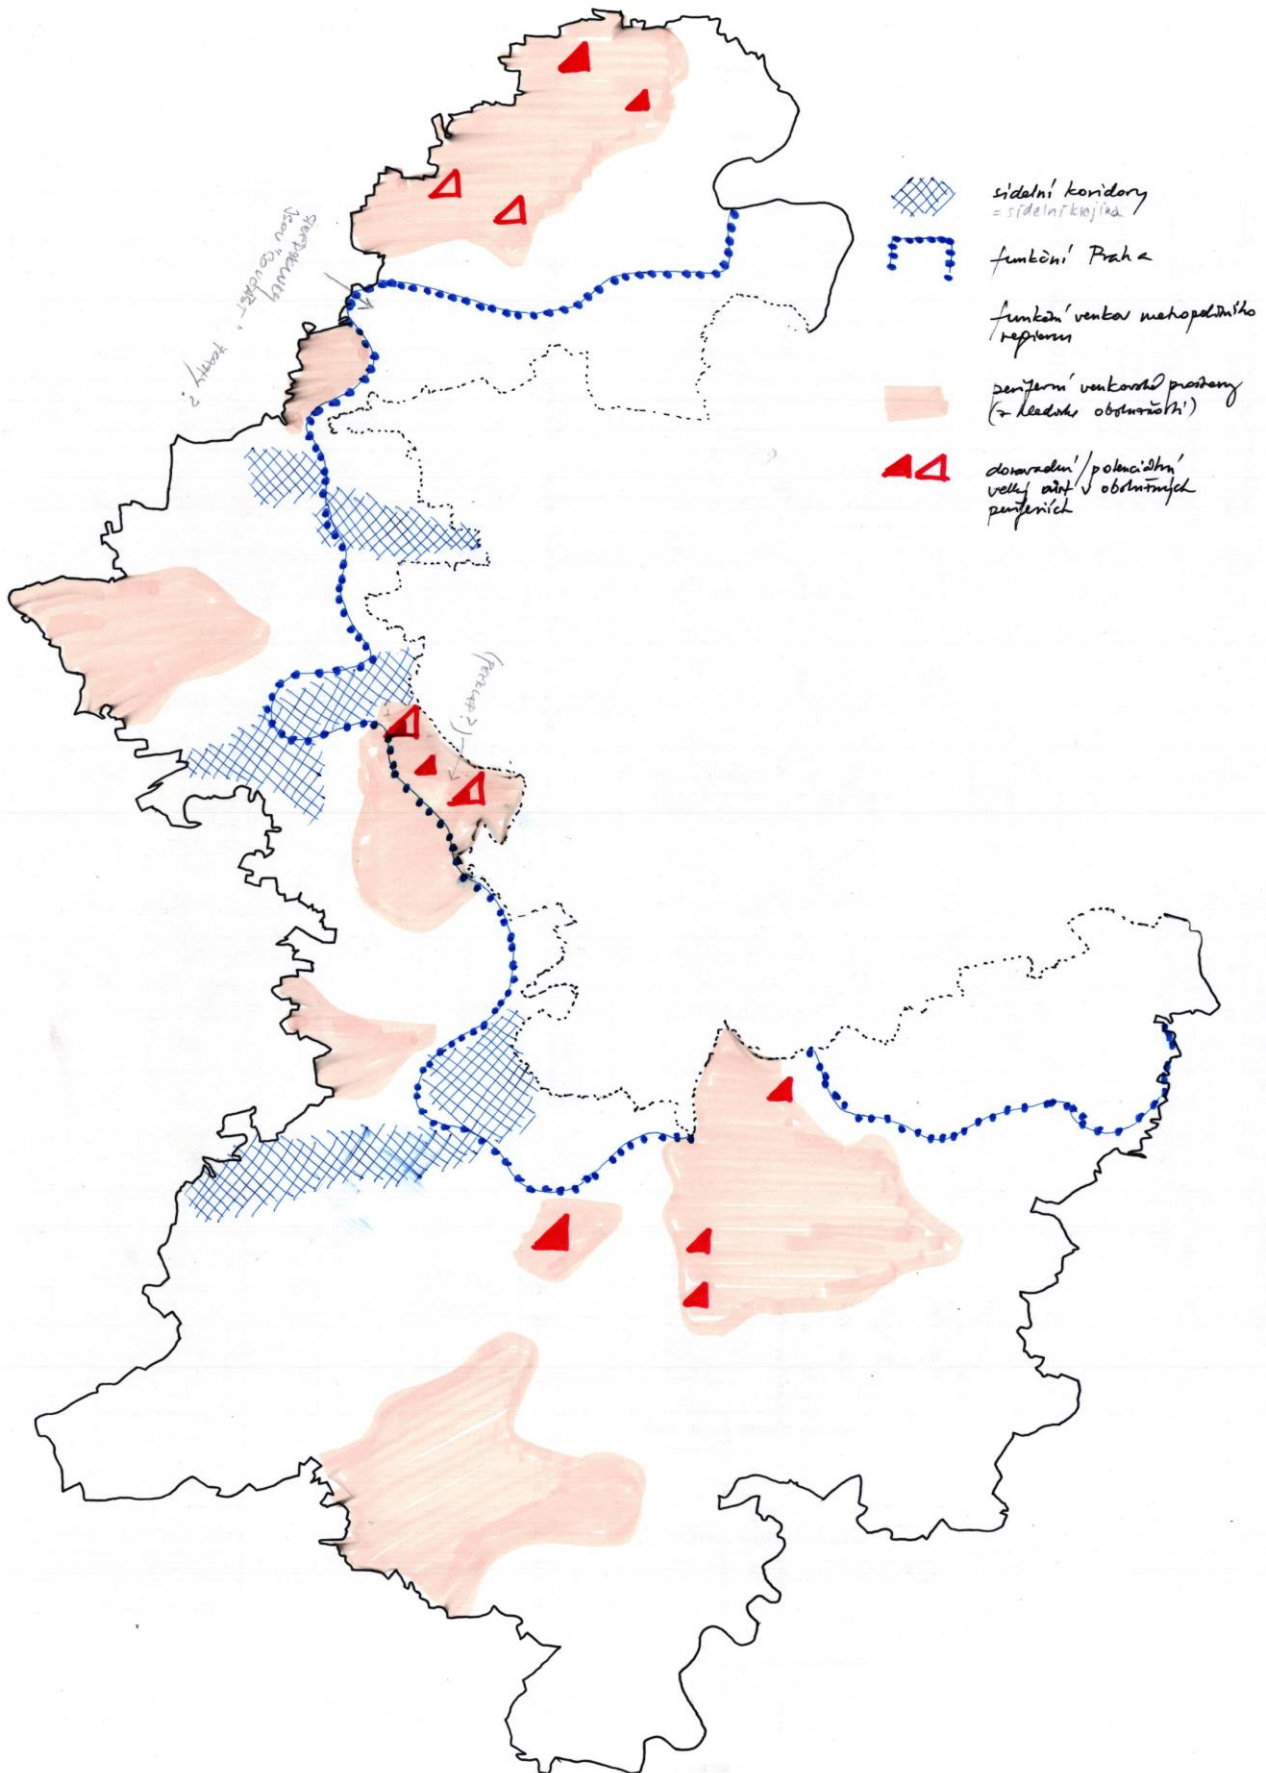 sídelní koridory
= sídelní krajina
funkční Praha
funkční venkov metropolitního
regionu
periferní venkovské prostory
(z hlediska obslužnosti)
dosavadní/potenciální
velký růst v obslužných
periferiích